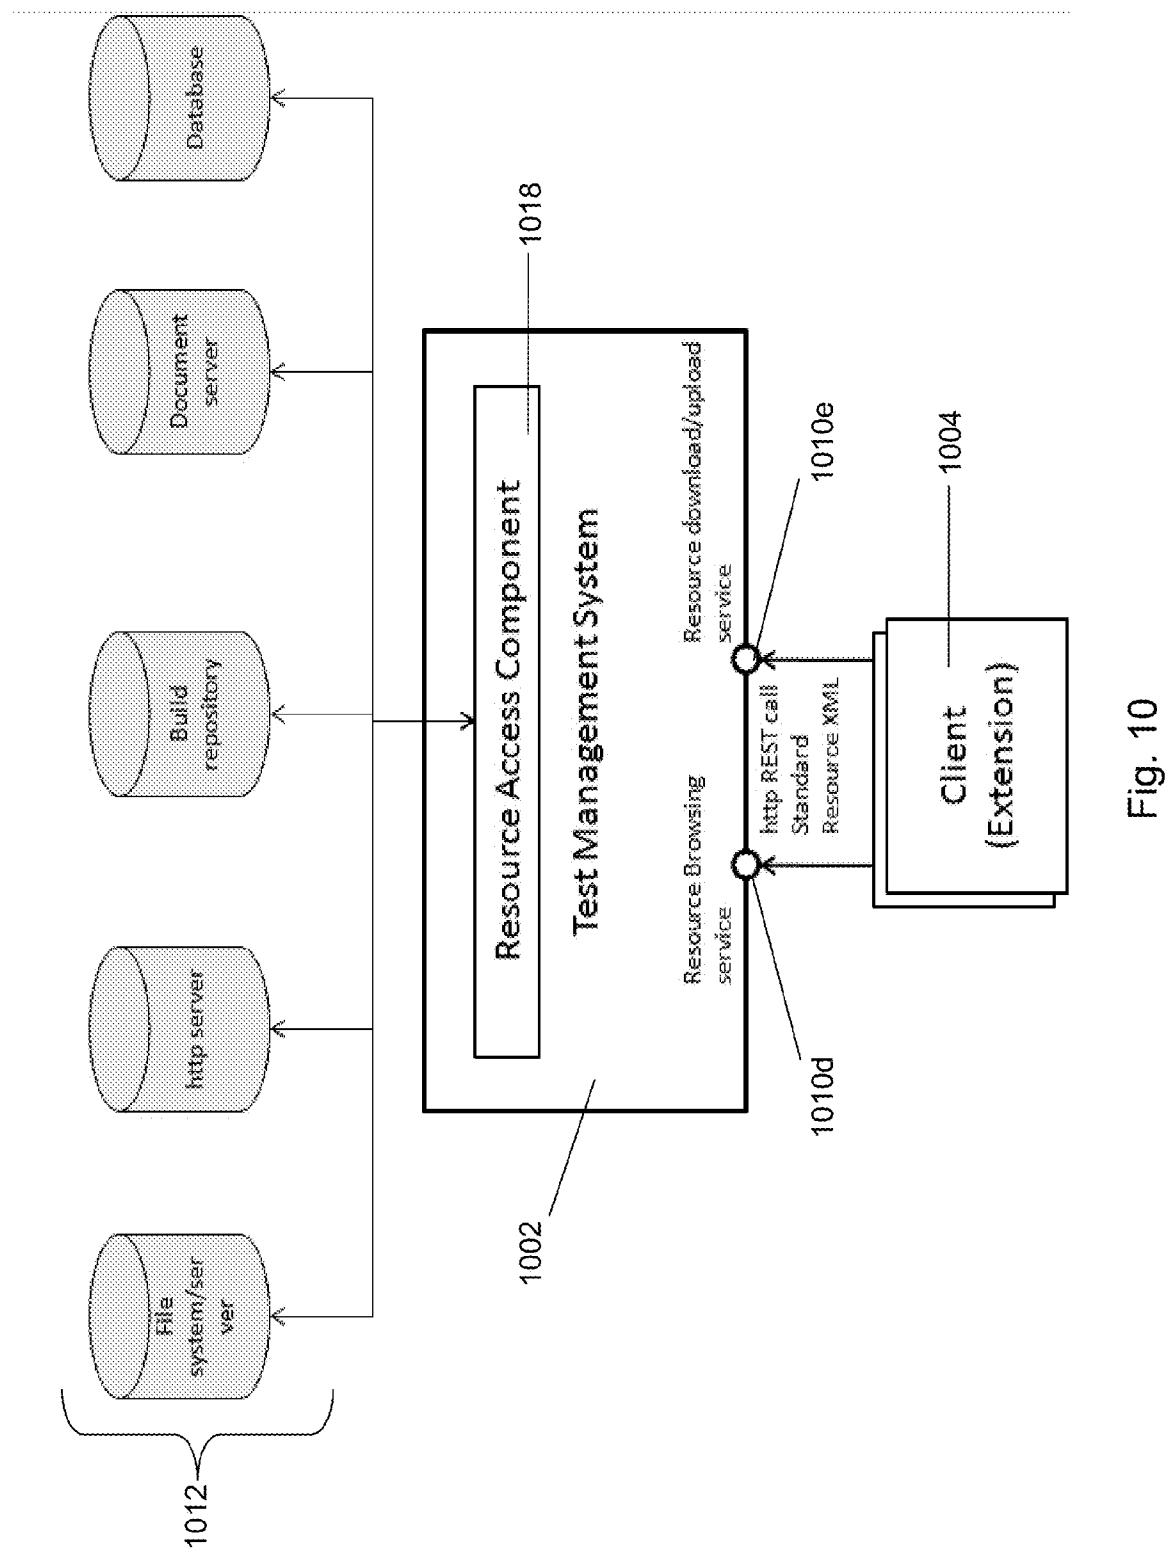 1012
File
system/ser
ver
http server
Build
repository
Document
server
Database
Resource Access Component
1018
Test Management System
1002
Resource Browsing
service
Resource download/upload
service
1010d
http REST call
Standard
Resource XML
1010e
Client
(Extension)
1004
Fig. 10